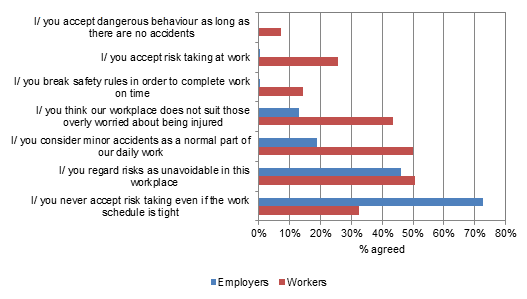 I/ you accept dangerous behaviour as long as
there are no accidents
I/ you accept risk taking at work
I/ you break safety rules in order to complete work
on time
I/ you think our workplace does not suit those
overly worried about being injured
I/ you consider minor accidents as a normal part of
our daily work
I/ you regard risks as unavoidable in this
workplace
I/ you never accept risk taking even if the work
schedule is tight
0% 10% 20% 30% 40% 50% 60% 70% 80%
% agreed
Employers Workers